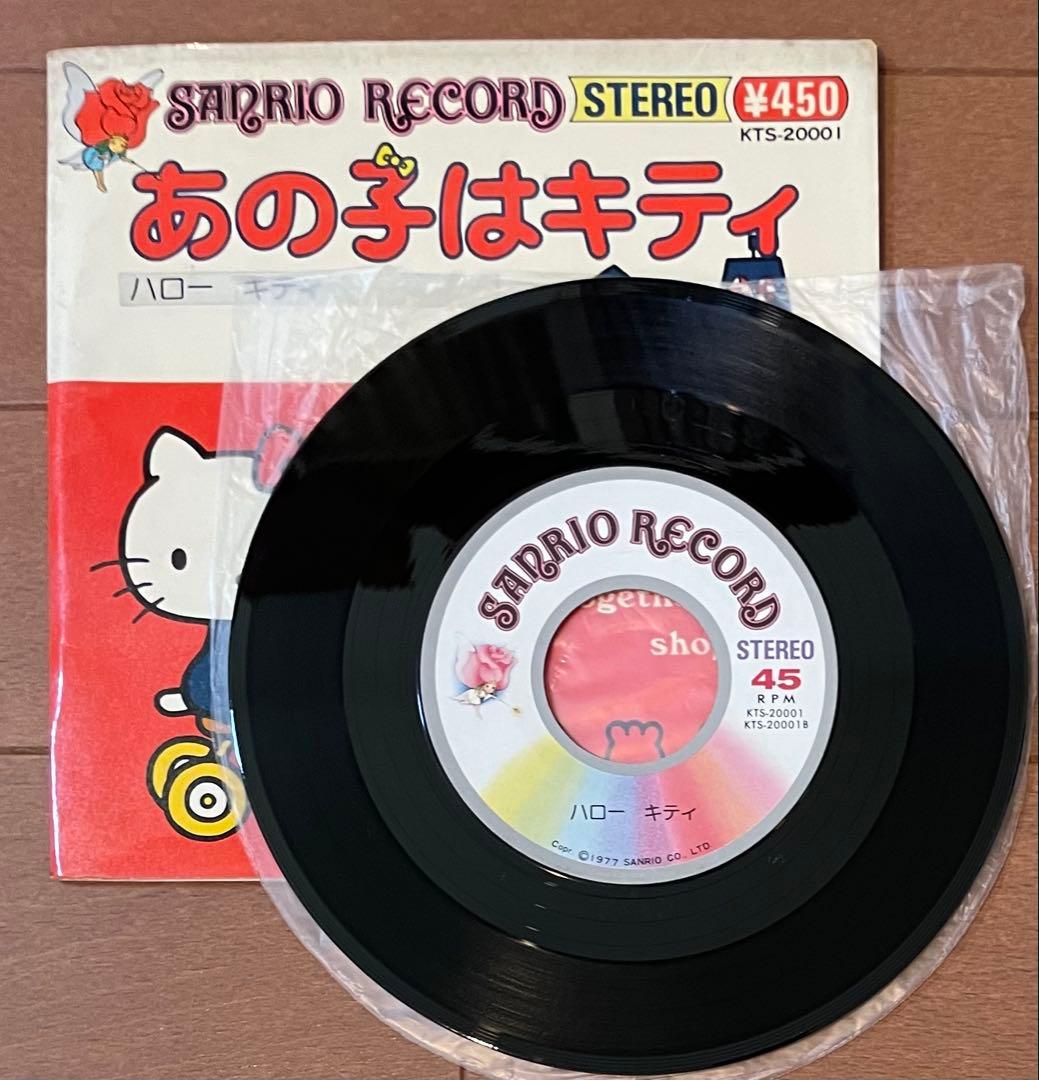 SANRIO RECORD STEREO ¥450
KTS-20001
あの子はキティ
ハロー キティ
SANRIO RECORD
shop
STEREO
45
RPM
KTS-20001
KTS-20001B
ハロー キティ
Copr. ©1977 SANRIO CO., LTD.